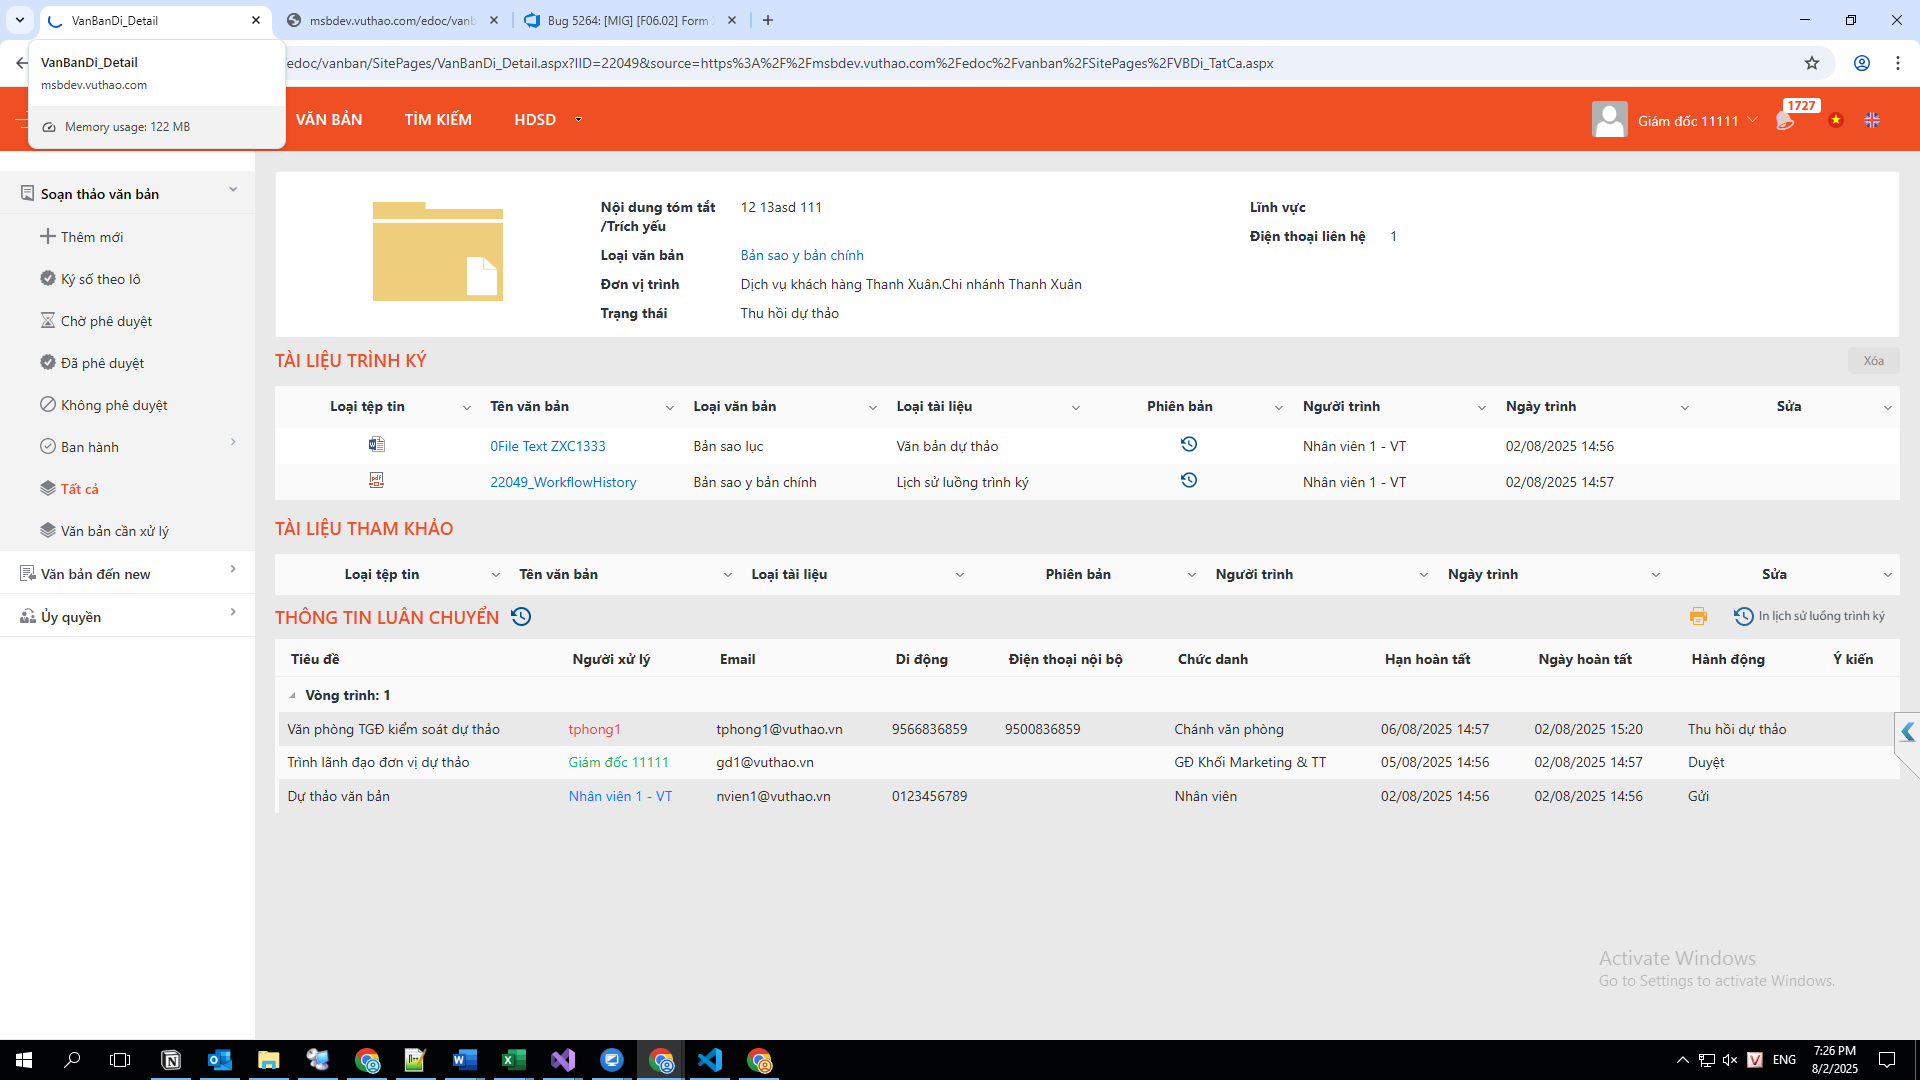 VanBanDi_Detail
msbdev.vuthao.com/edoc/vanb
Bug 5264: [MIG] [F06.02] Form
edoc/vanban/SitePages/VanBanDi_Detail.aspx?IID=22049&source=https%3A%2F%2Fmsbdev.vuthao.com%2Fedoc%2Fvanban%2FSitePages%2FVBDi_TatCa.aspx
VanBanDi_Detail
msbdev.vuthao.com
Memory usage: 122 MB
VĂN BẢN
TÌM KIẾM
HDSD
Giám đốc 11111
1727
Soạn thảo văn bản
Thêm mới
Ký số theo lô
Chờ phê duyệt
Đã phê duyệt
Không phê duyệt
Ban hành
Tất cả
Văn bản cần xử lý
Văn bản đến new
Ủy quyền
Nội dung tóm tắt
/Trích yếu
12 13asd 111
Loại văn bản
Bản sao y bản chính
Đơn vị trình
Dịch vụ khách hàng Thanh Xuân.Chi nhánh Thanh Xuân
Trạng thái
Thu hồi dự thảo
Lĩnh vực
Điện thoại liên hệ
1
TÀI LIỆU TRÌNH KÝ
Xóa
Loại tệp tin Tên văn bản Loại văn bản Loại tài liệu Phiên bản Người trình Ngày trình Sửa
0File Text ZXC1333 Bản sao lục Văn bản dự thảo Nhân viên 1 - VT 02/08/2025 14:56
22049_WorkflowHistory Bản sao y bản chính Lịch sử luồng trình ký Nhân viên 1 - VT 02/08/2025 14:57
TÀI LIỆU THAM KHẢO
Loại tệp tin Tên văn bản Loại tài liệu Phiên bản Người trình Ngày trình Sửa
THÔNG TIN LUÂN CHUYỂN
In lịch sử luồng trình ký
Tiêu đề Người xử lý Email Di động Điện thoại nội bộ Chức danh Hạn hoàn tất Ngày hoàn tất Hành động Ý kiến
Vòng trình: 1
Văn phòng TGĐ kiểm soát dự thảo tphong1 tphong1@vuthao.vn 9566836859 9500836859 Chánh văn phòng 06/08/2025 14:57 02/08/2025 15:20 Thu hồi dự thảo
Trình lãnh đạo đơn vị dự thảo Giám đốc 11111 gd1@vuthao.vn GĐ Khối Marketing & TT 05/08/2025 14:56 02/08/2025 14:57 Duyệt
Dự thảo văn bản Nhân viên 1 - VT nvien1@vuthao.vn 0123456789 Nhân viên 02/08/2025 14:56 02/08/2025 14:56 Gửi
Activate Windows
Go to Settings to activate Windows.
ENG
7:26 PM
8/2/2025